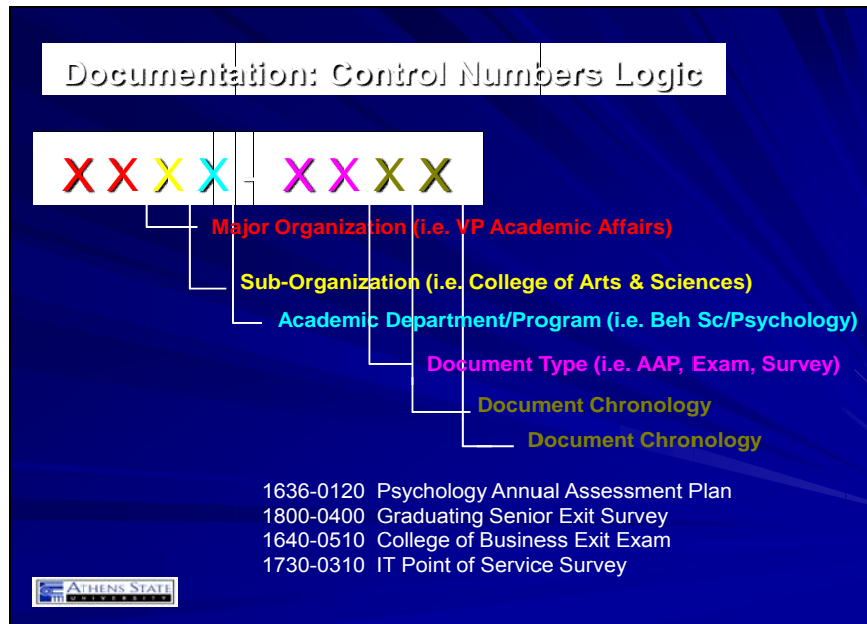 Documentation: Control Numbers Logic
X X X X - X X X X
Major Organization (i.e. VP Academic Affairs)
Sub-Organization (i.e. College of Arts & Sciences)
Academic Department/Program (i.e. Beh Sc/Psychology)
Document Type (i.e. AAP, Exam, Survey)
Document Chronology
Document Chronology
1636-0120 Psychology Annual Assessment Plan
1800-0400 Graduating Senior Exit Survey
1640-0510 College of Business Exit Exam
1730-0310 IT Point of Service Survey
ATHENS STATE
UNIVERSITY